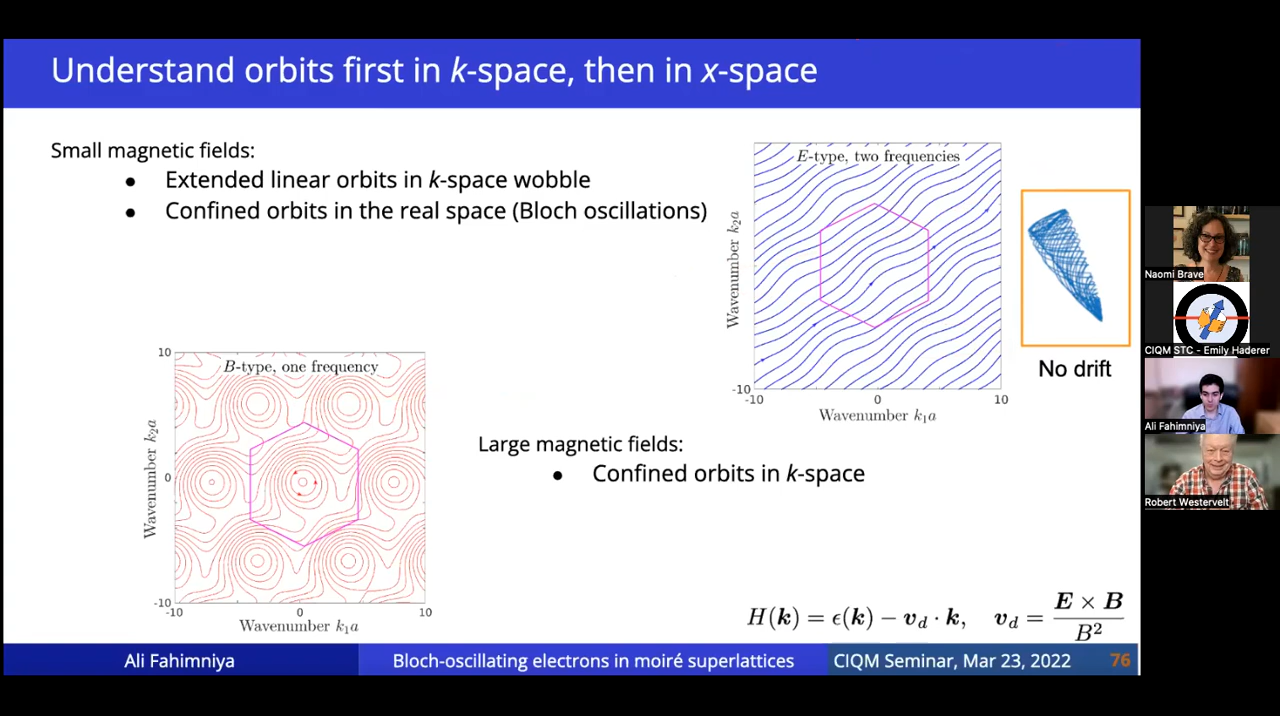 Understand orbits first in k-space, then in x-space
Small magnetic fields:
● Extended linear orbits in k-space wobble
● Confined orbits in the real space (Bloch oscillations)
E-type, two frequencies
Wavenumber k₂a
-10
-10 0 10
Wavenumber k₁a
No drift
B-type, one frequency
Wavenumber k₂a
10
0
-10
-10 0 10
Wavenumber k₁a
Large magnetic fields:
● Confined orbits in k-space
H(k) = ϵ(k) − v_d · k, v_d = E × B / B²
Ali Fahimniya
Bloch-oscillating electrons in moiré superlattices
CIQM Seminar, Mar 23, 2022
76
Naomi Brave
CIQM STC - Emily Haderer
Ali Fahimniya
Robert Westervelt